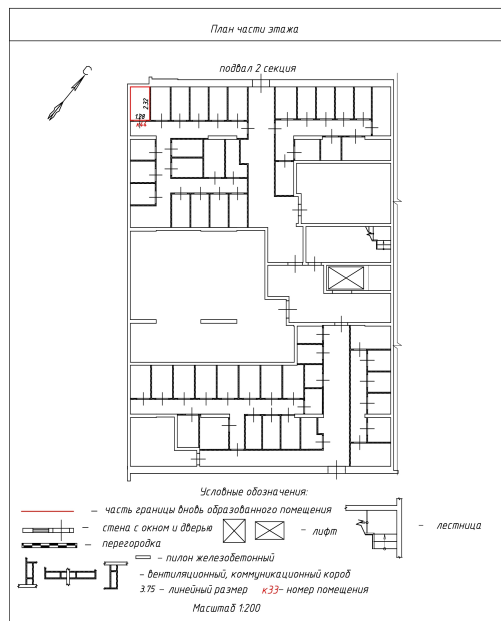 План части этажа
С
подвал 2 секция
2.32
1.28
к33
Условные обозначения:
– часть границы вновь образованного помещения
– стена с окном и дверью
– лифт
– лестница
– перегородка
– пилон железобетонный
– вентиляционный, коммуникационный короб
3.75 – линейный размер к33– номер помещения
Масштаб 1:200